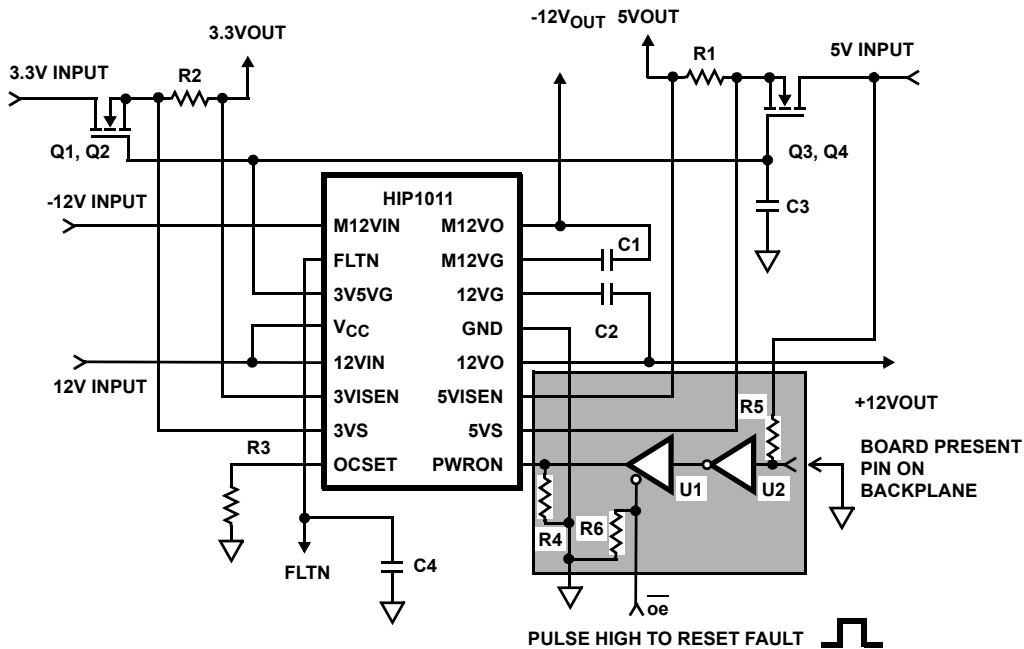 -12VOUT 5VOUT
3.3VOUT
R1
5V INPUT
3.3V INPUT
R2
Q1, Q2
Q3, Q4
HIP1011
-12V INPUT
C3
M12VIN
M12VO
C1
FLTN
M12VG
3V5VG
12VG
VCC
GND
C2
12VIN
12VO
12V INPUT
3VISEN
5VISEN
R5
+12VOUT
3VS
5VS
R3
OCSET
PWRON
U1
U2
BOARD PRESENT
PIN ON
BACKPLANE
R4
R6
FLTN
C4
oe
PULSE HIGH TO RESET FAULT